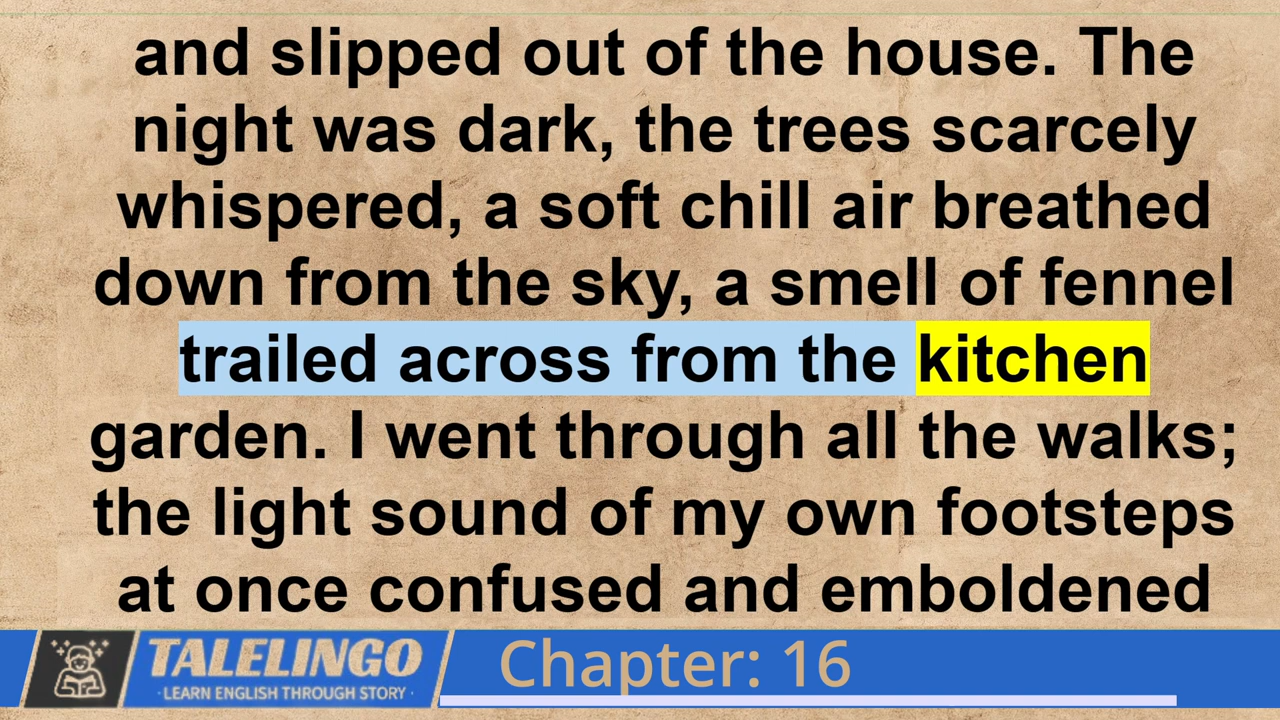 and slipped out of the house. The
night was dark, the trees scarcely
whispered, a soft chill air breathed
down from the sky, a smell of fennel
trailed across from the kitchen
garden. I went through all the walks;
the light sound of my own footsteps
at once confused and emboldened
TALELINGO
·LEARN ENGLISH THROUGH STORY·
Chapter: 16